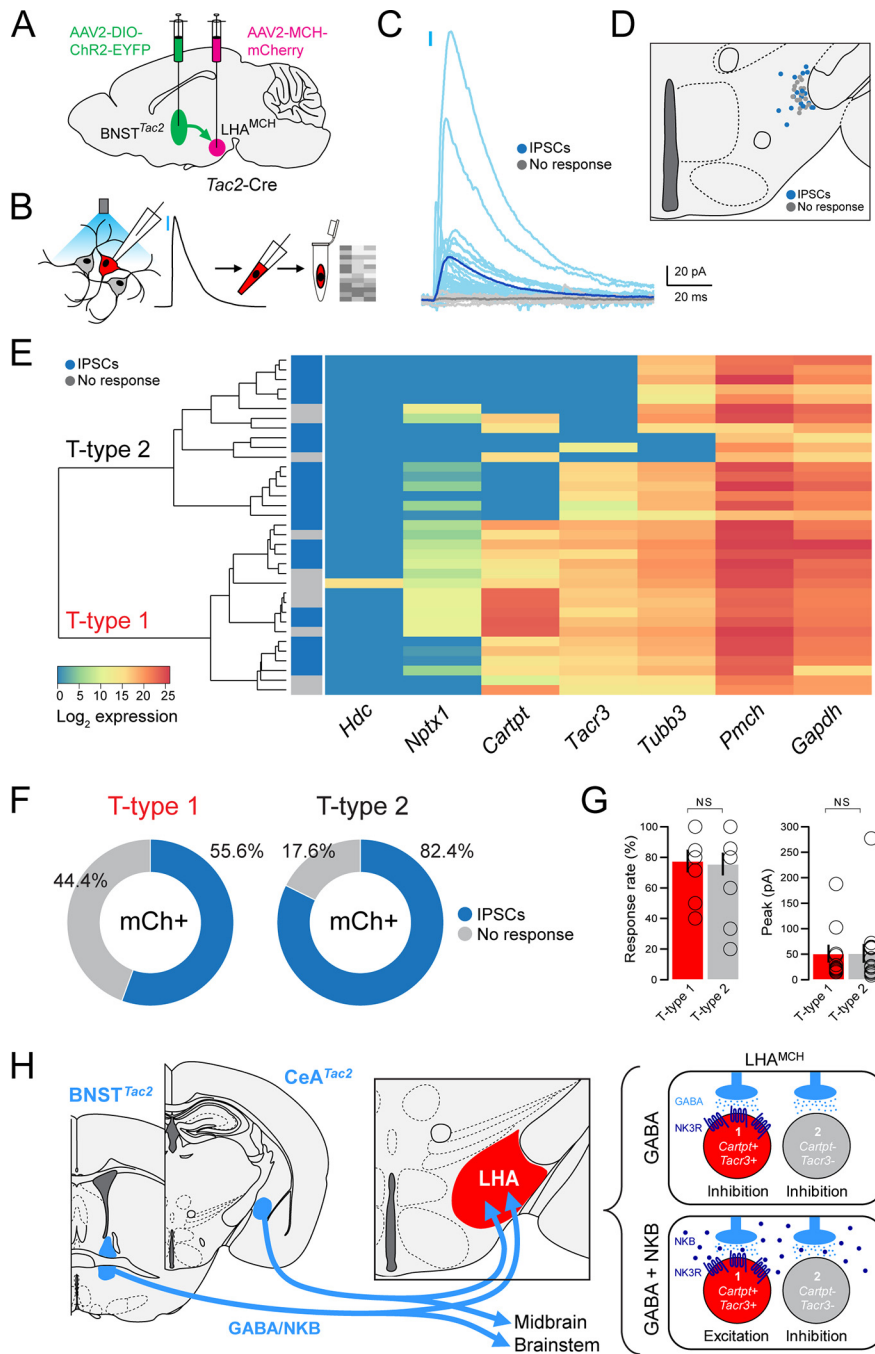 A
AAV2-DIO-
ChR2-EYFP
AAV2-MCH-
mCherry
BNST^Tac2
LHA^MCH
Tac2-Cre
B
C
20 pA
20 ms
D
IPSCs
No response
E
IPSCs
No response
T-type 2
T-type 1
0 5 10 15 20 25
Log2 expression
Hdc
Nptx1
Cartpt
Tacr3
Tubb3
Pmch
Gapdh
F
T-type 1
T-type 2
44.4%
55.6%
mCh+
17.6%
82.4%
mCh+
IPSCs
No response
G
NS
Response rate (%)
100
80
60
40
20
0
T-type 1
T-type 2
NS
Peak (pA)
300
250
200
150
100
50
0
T-type 1
T-type 2
H
BNST^Tac2
CeA^Tac2
LHA
GABA/NKB
Midbrain
Brainstem
LHA^MCH
GABA
GABA
NK3R
1
Cartpt+
Tacr3+
2
Cartpt-
Tacr3-
Inhibition
Inhibition
GABA + NKB
NKB
NK3R
1
Cartpt+
Tacr3+
2
Cartpt-
Tacr3-
Excitation
Inhibition